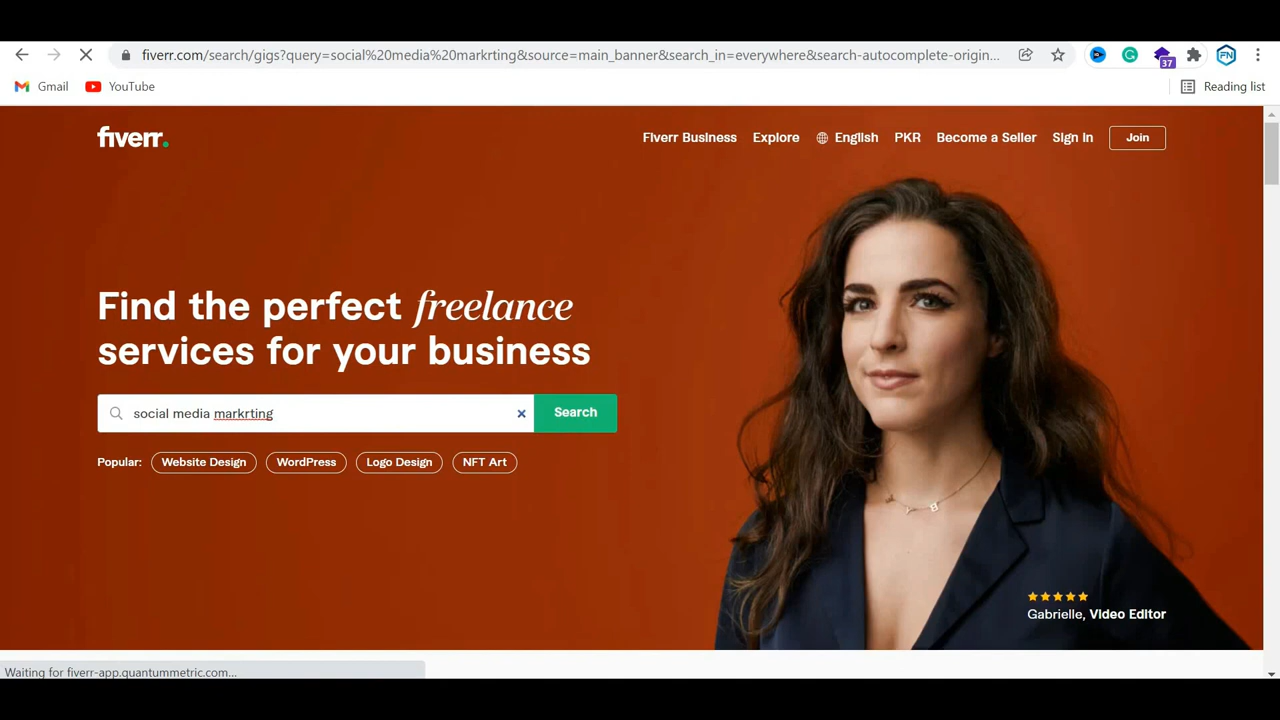 fiverr.com/search/gigs?query=social%20media%20markrting&source=main_banner&search_in=everywhere&search-autocomplete-origin...
37
Gmail
YouTube
Reading list
fiverr.
Fiverr Business
Explore
English
PKR
Become a Seller
Sign In
Join
Find the perfect freelance
services for your business
social media markrting
Search
Popular:
Website Design
WordPress
Logo Design
NFT Art
Gabrielle, Video Editor
Waiting for fiverr-app.quantummetric.com...